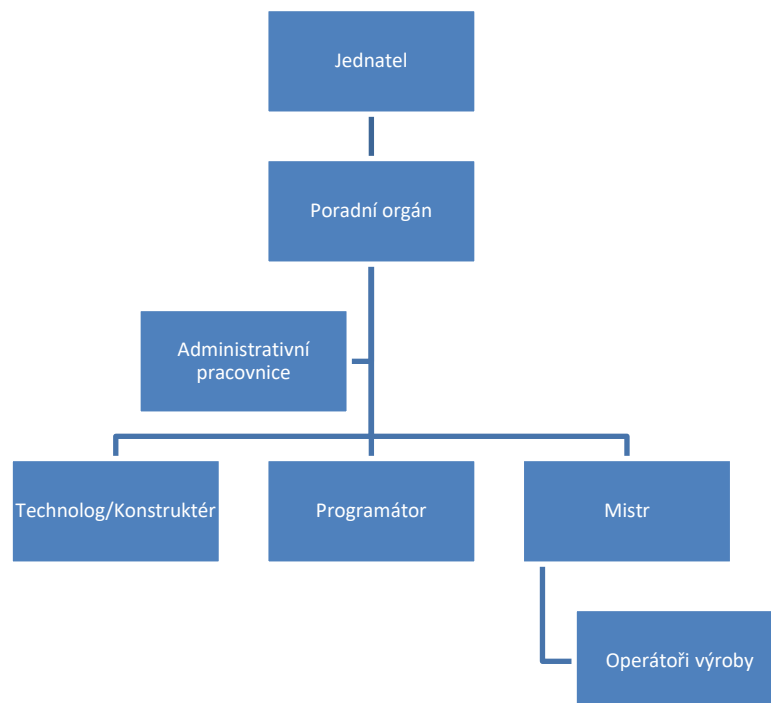 Jednatel
Poradní orgán
Administrativní
pracovnice
Technolog/Konstruktér
Programátor
Mistr
Operátoři výroby